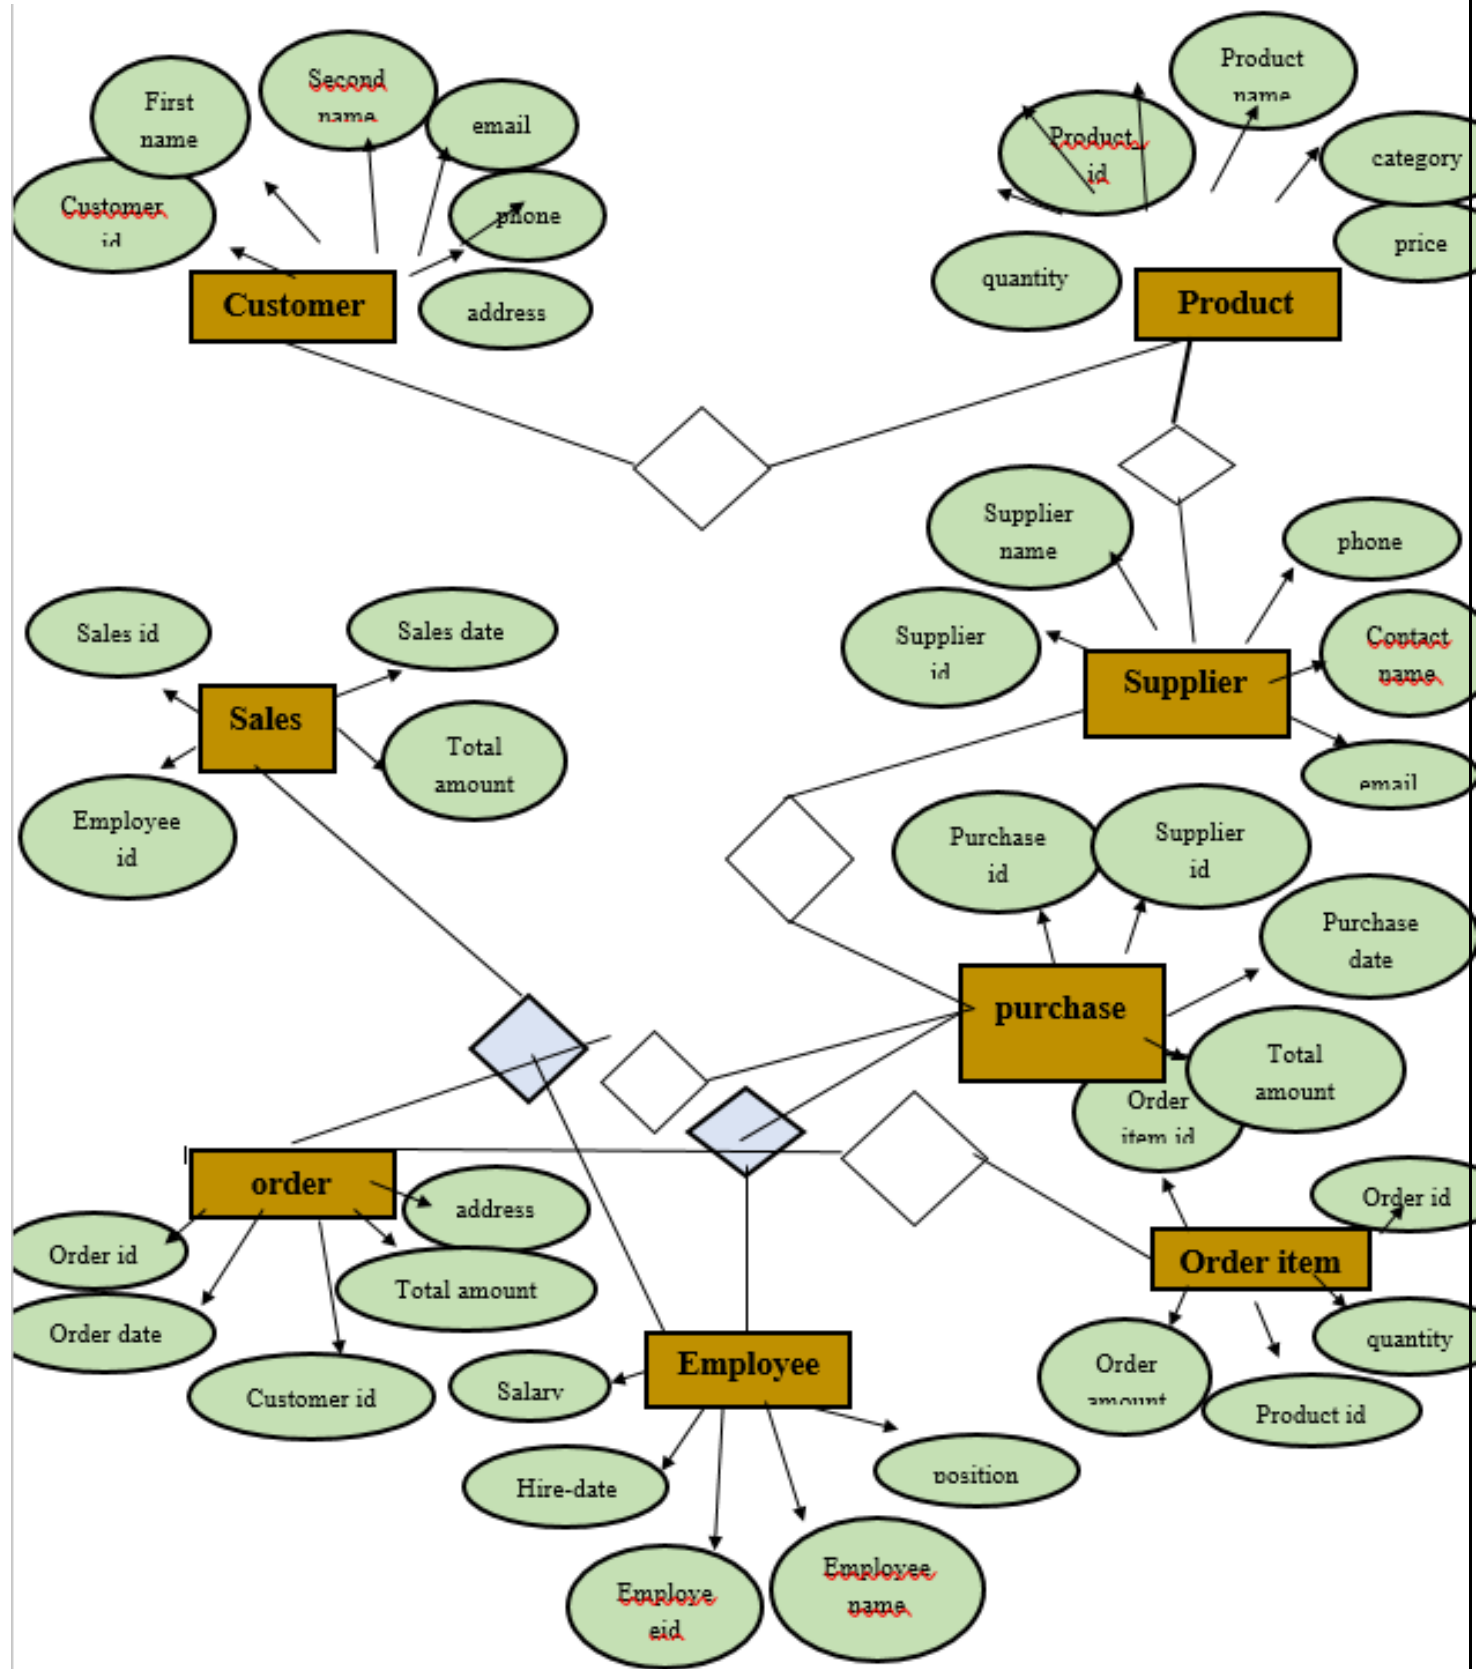 First
name
Second
name
email
Customer
id
phone
address
Customer
Product
name
Product_
id
category
price
quantity
Product
Supplier
name
phone
Supplier
id
Contact
name
Supplier
email
Sales id
Sales date
Sales
Total
amount
Employee
id
Purchase
id
Supplier
id
Purchase
date
purchase
Total
amount
Order
item id
order
address
Order id
Total amount
Order date
Customer id
Order id
Order item
quantity
Order
amount
Product id
Employee
Salary
Hire-date
position
Employe
eid
Employee
name